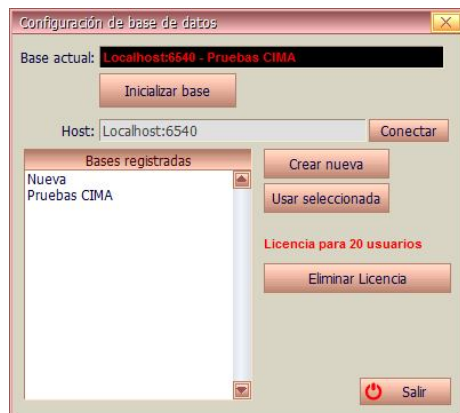 Configuración de base de datos
Base actual: Localhost:6540 - Pruebas CIMA
Inicializar base
Host: Localhost:6540 Conectar
Bases registradas
Nueva
Pruebas CIMA
Crear nueva
Usar seleccionada
Licencia para 20 usuarios
Eliminar Licencia
Salir